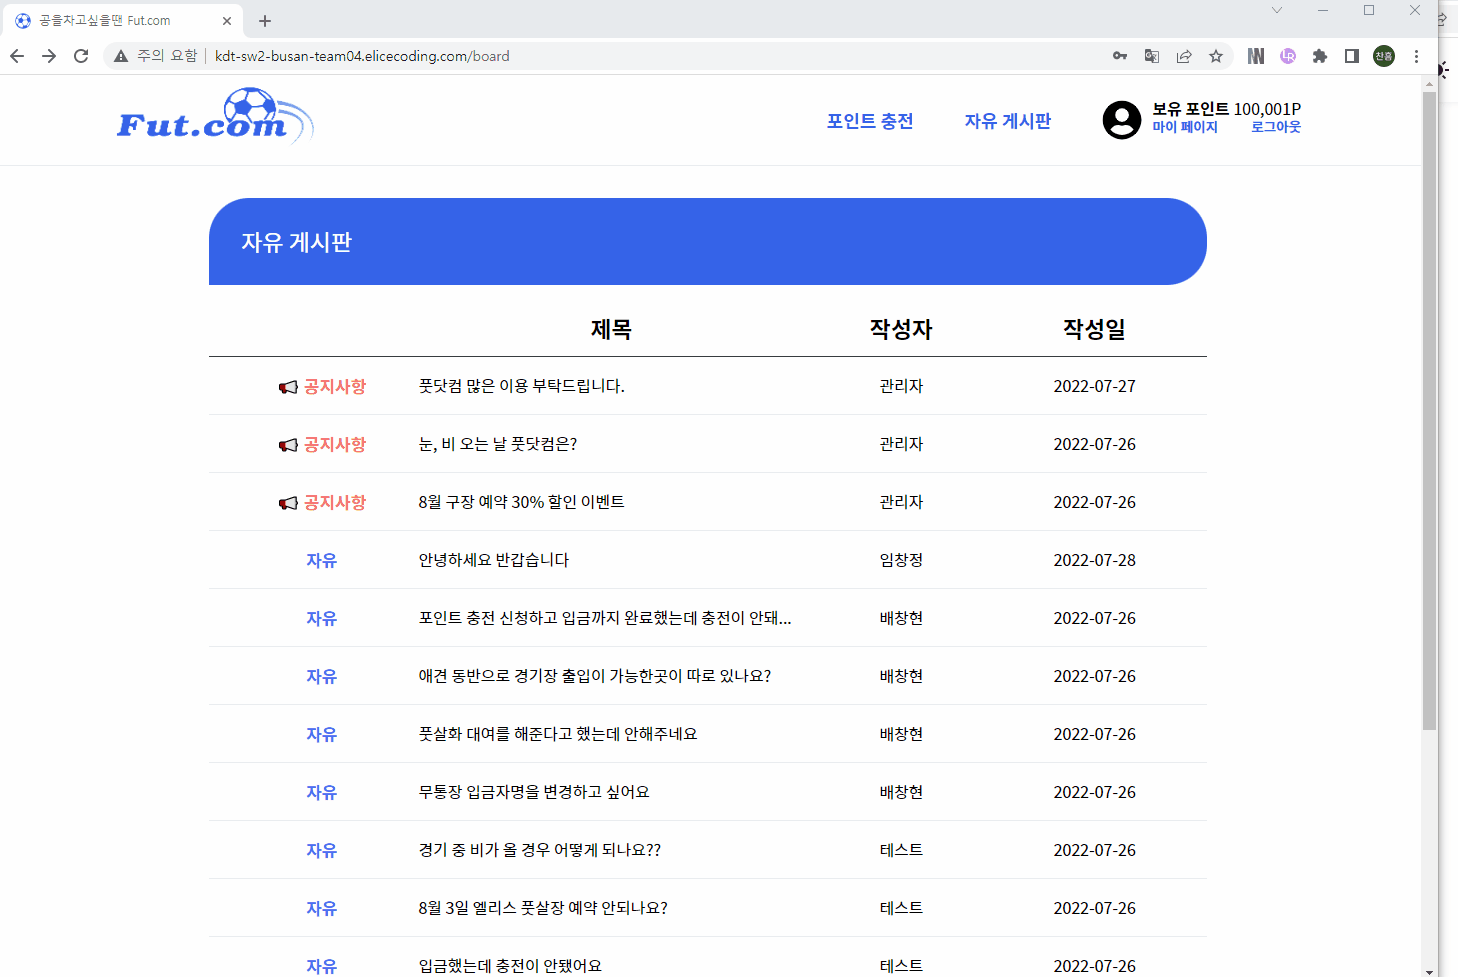 공을차고싶을땐 Fut.com
주의 요함 kdt-sw2-busan-team04.elicecoding.com/board
찬흠
Fut.com
포인트 충전
자유 게시판
보유 포인트 100,001P
마이 페이지
로그아웃
자유 게시판
제목 작성자 작성일
공지사항 풋닷컴 많은 이용 부탁드립니다. 관리자 2022-07-27
공지사항 눈, 비 오는 날 풋닷컴은? 관리자 2022-07-26
공지사항 8월 구장 예약 30% 할인 이벤트 관리자 2022-07-26
자유 안녕하세요 반갑습니다 임창정 2022-07-28
자유 포인트 충전 신청하고 입금까지 완료했는데 충전이 안돼... 배창현 2022-07-26
자유 애견 동반으로 경기장 출입이 가능한곳이 따로 있나요? 배창현 2022-07-26
자유 풋살화 대여를 해준다고 했는데 안해주네요 배창현 2022-07-26
자유 무통장 입금자명을 변경하고 싶어요 배창현 2022-07-26
자유 경기 중 비가 올 경우 어떻게 되나요?? 테스트 2022-07-26
자유 8월 3일 엘리스 풋살장 예약 안되나요? 테스트 2022-07-26
자유 입금했는데 충전이 안됐어요 테스트 2022-07-26